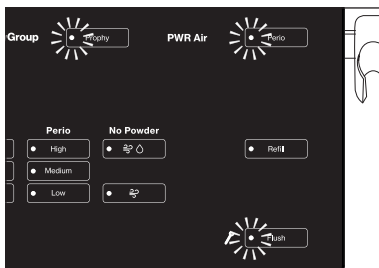 Group Prophy PWR Air Perio
Perio No Powder
High Refill
Medium
Low
Flush